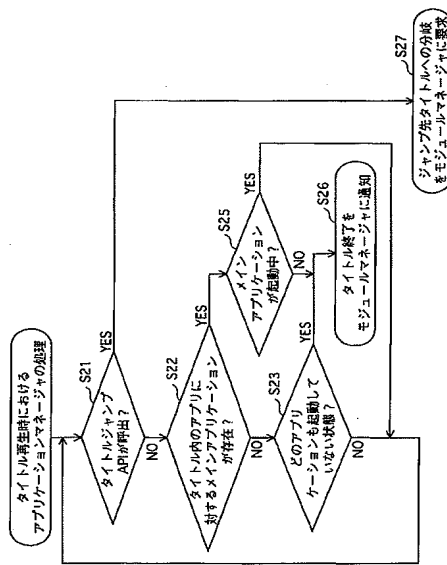 タイトル再生時における
アプリケーションマネージャの処理
S21
タイトルジャンプ
APIが呼出?
YES
NO
S22
タイトル内のアプリに
対するメインアプリケーション
が存在?
YES
NO
S25
メイン
アプリケーション
が起動中?
YES
NO
S23
どのアプリ
ケーションも起動して
いない状態?
YES
NO
S26
タイトル終了を
モジュールマネージャに通知
S27
ジャンプ先タイトルへの分岐
をモジュールマネージャに要求